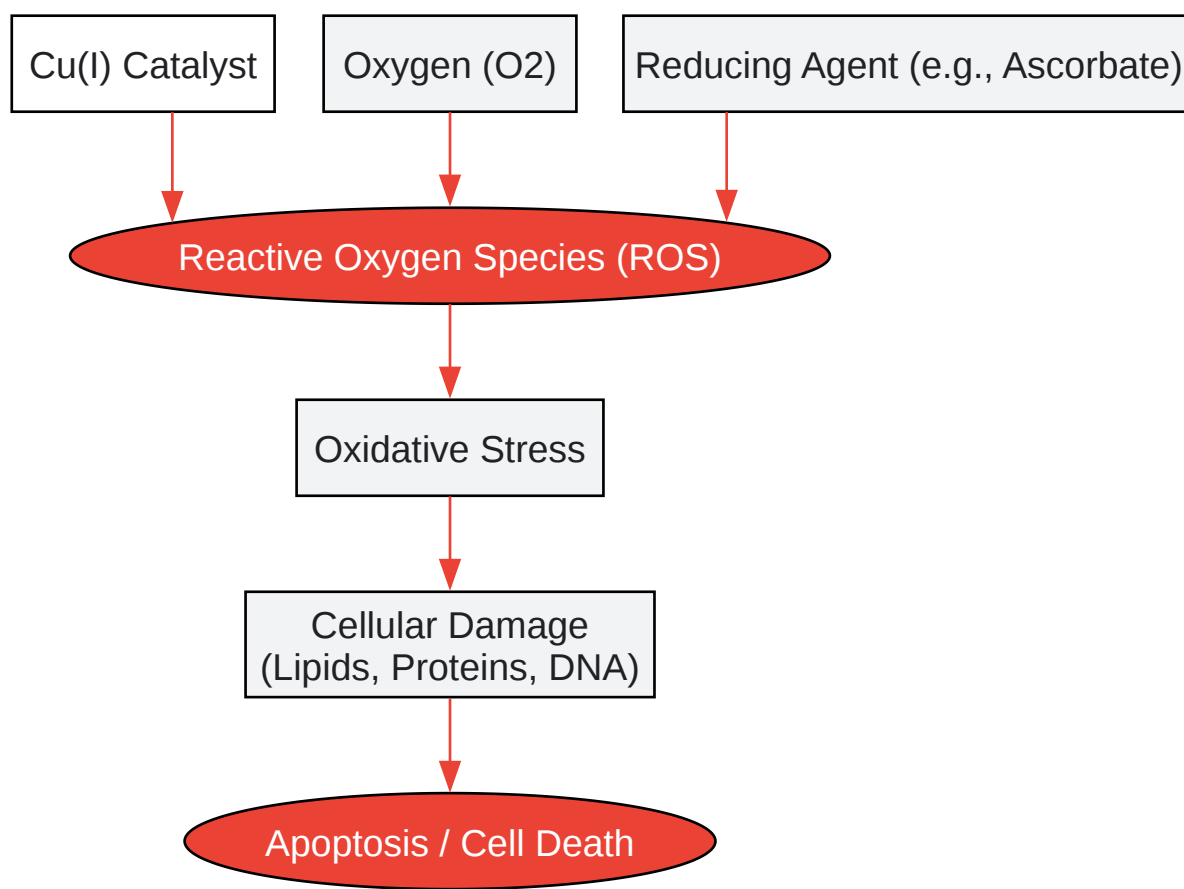 Cu(I) Catalyst
Oxygen (O2)
Reducing Agent (e.g., Ascorbate)
Reactive Oxygen Species (ROS)
Oxidative Stress
Cellular Damage
(Lipids, Proteins, DNA)
Apoptosis / Cell Death